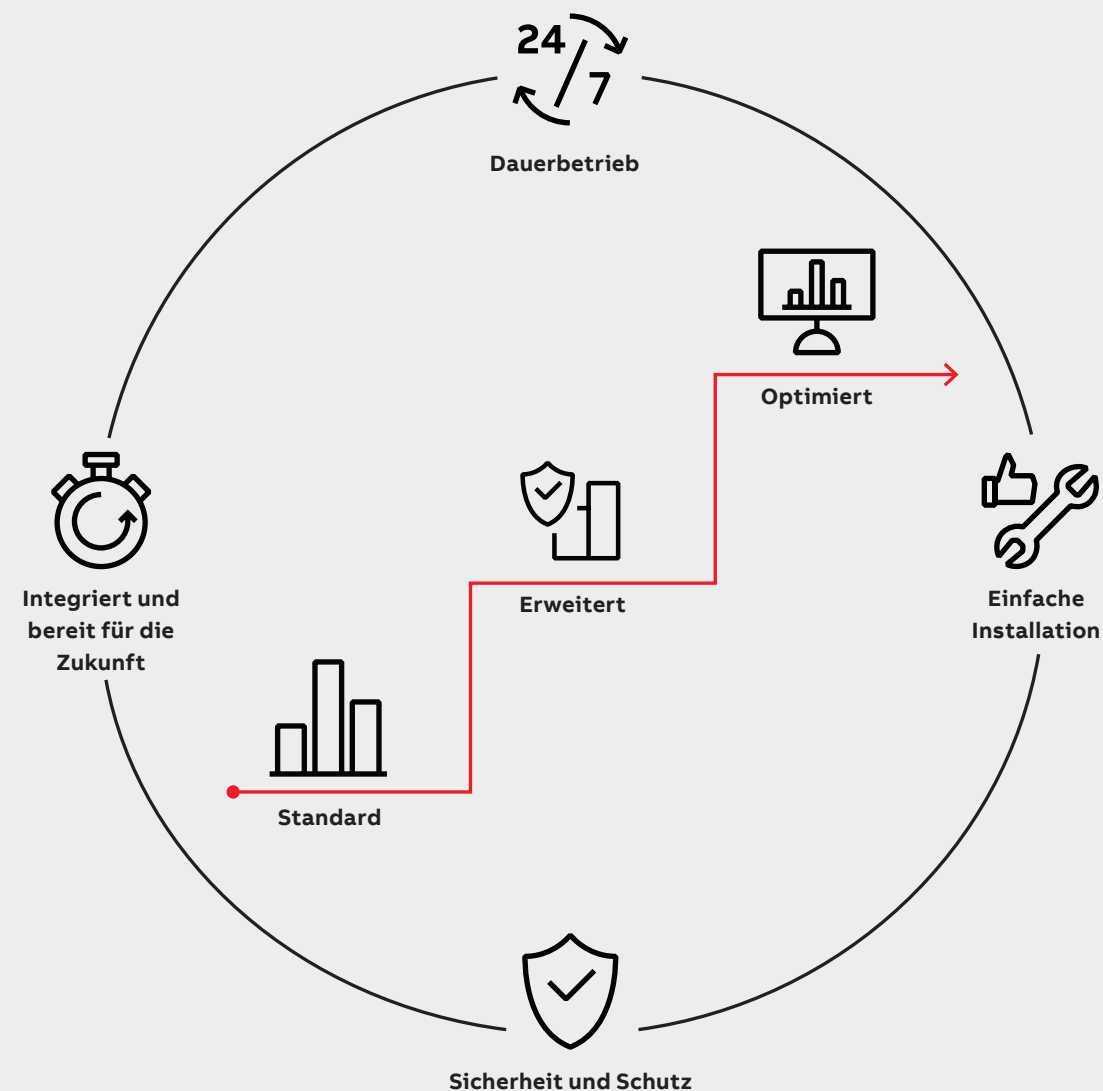 24
7
Dauerbetrieb
Optimiert
Integriert und
bereit für die
Zukunft
Erweitert
Einfache
Installation
Standard
Sicherheit und Schutz